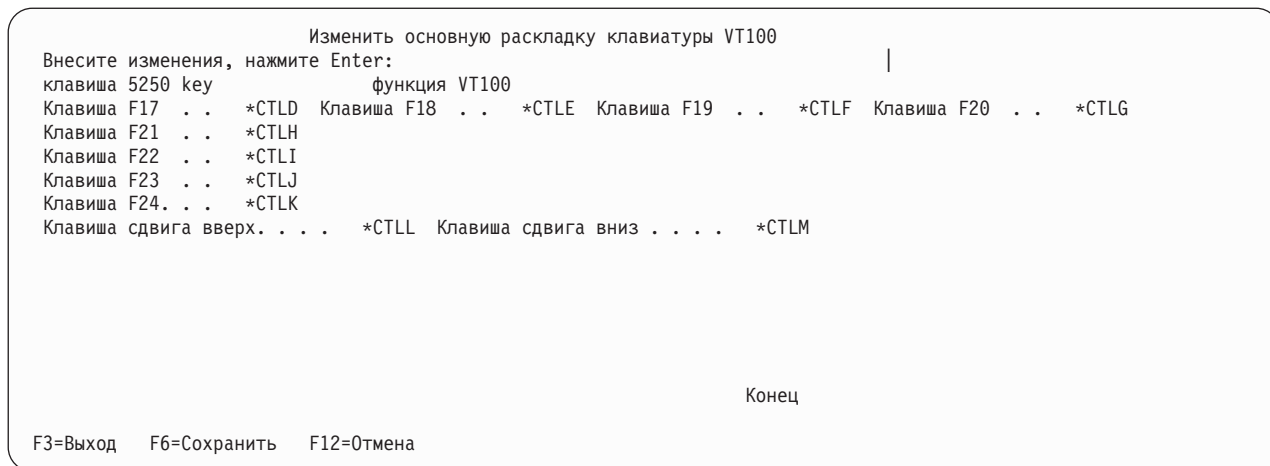 Изменить основную раскладку клавиатуры VT100
Внесите изменения, нажмите Enter: |
клавиша 5250 key функция VT100
Клавиша F17 . . *CTLD Клавиша F18 . . *CTLE Клавиша F19 . . *CTLF Клавиша F20 . . *CTLG
Клавиша F21 . . *CTLH
Клавиша F22 . . *CTLI
Клавиша F23 . . *CTLJ
Клавиша F24. . . *CTLK
Клавиша сдвига вверх. . . . *CTLL Клавиша сдвига вниз . . . . *CTLM
Конец
F3=Выход F6=Сохранить F12=Отмена